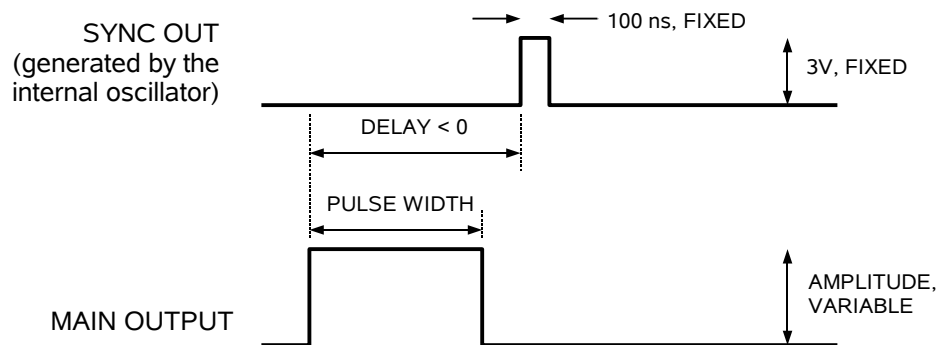 SYNC OUT
(generated by the
internal oscillator)
100 ns, FIXED
3V, FIXED
DELAY < 0
PULSE WIDTH
AMPLITUDE,
VARIABLE
MAIN OUTPUT